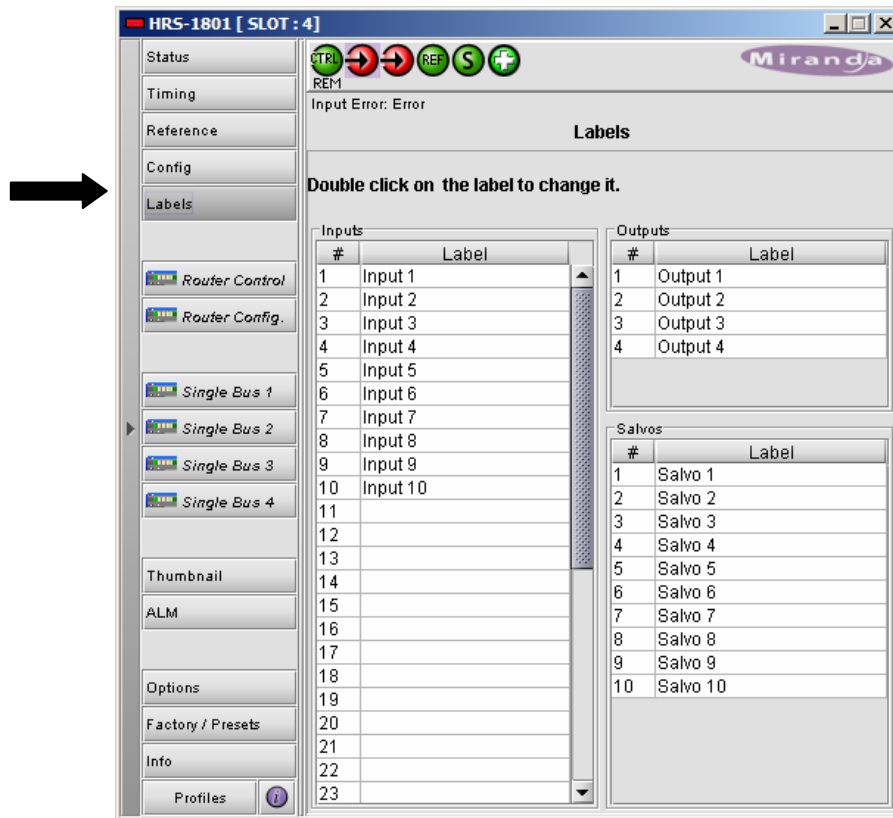 HRS-1801 [ SLOT : 4]
Status
Timing
Reference
Config
Labels
Router Control
Router Config.
Single Bus 1
Single Bus 2
Single Bus 3
Single Bus 4
Thumbnail
ALM
Options
Factory / Presets
Info
Profiles
i
CTRL REF S
REM
Miranda
Input Error: Error
Labels
Double click on the label to change it.
Inputs
# Label
1 Input 1
2 Input 2
3 Input 3
4 Input 4
5 Input 5
6 Input 6
7 Input 7
8 Input 8
9 Input 9
10 Input 10
11
12
13
14
15
16
17
18
19
20
21
22
23
Outputs
# Label
1 Output 1
2 Output 2
3 Output 3
4 Output 4
Salvos
# Label
1 Salvo 1
2 Salvo 2
3 Salvo 3
4 Salvo 4
5 Salvo 5
6 Salvo 6
7 Salvo 7
8 Salvo 8
9 Salvo 9
10 Salvo 10